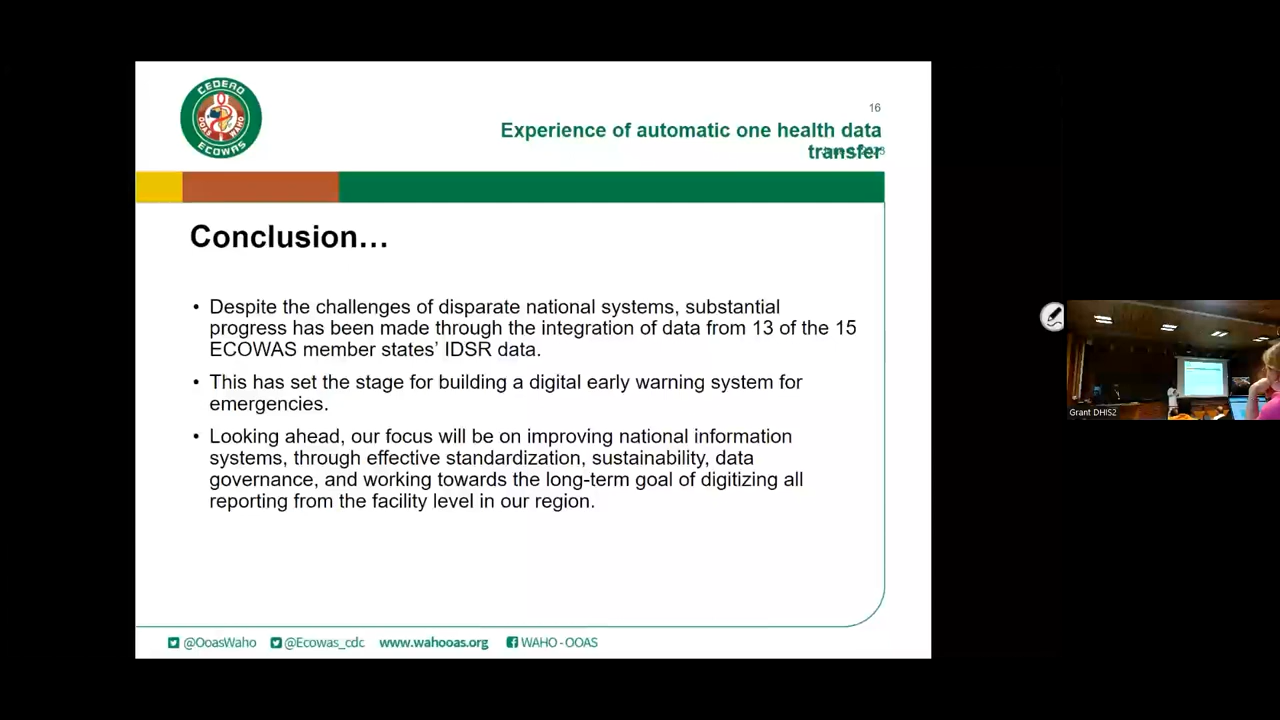 CEDEAO
OOAS WAHO
ECOWAS
16
Experience of automatic one health data
transfer
Conclusion…
• Despite the challenges of disparate national systems, substantial
progress has been made through the integration of data from 13 of the 15
ECOWAS member states’ IDSR data.
• This has set the stage for building a digital early warning system for
emergencies.
• Looking ahead, our focus will be on improving national information
systems, through effective standardization, sustainability, data
governance, and working towards the long-term goal of digitizing all
reporting from the facility level in our region.
@OoasWaho @Ecowas_cdc www.wahooas.org WAHO - OOAS
Grant DHIS2